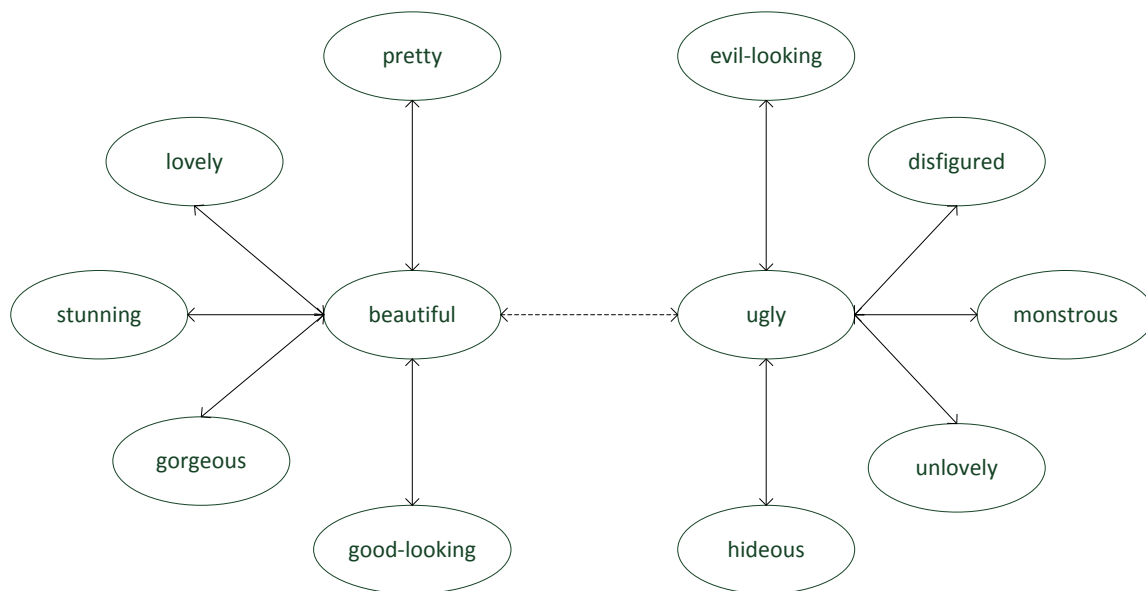 pretty
evil-looking
lovely
disfigured
stunning
beautiful
ugly
monstrous
gorgeous
unlovely
good-looking
hideous